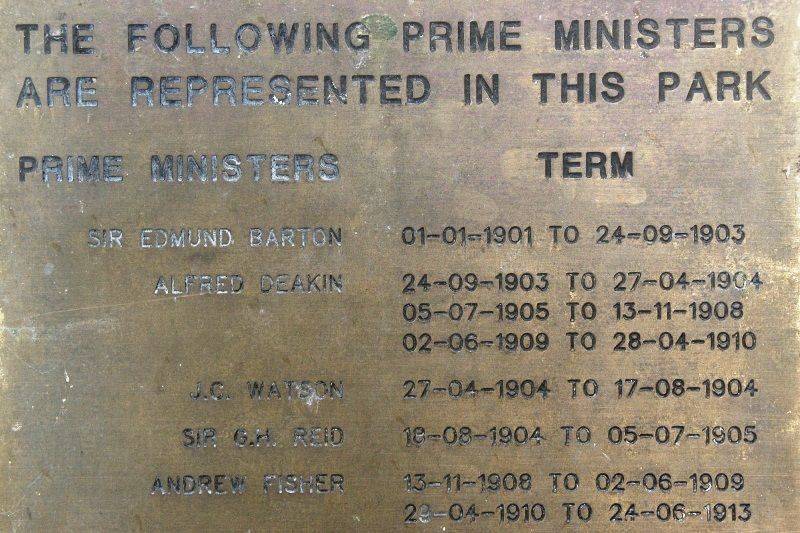 THE FOLLOWING PRIME MINISTERS
ARE REPRESENTED IN THIS PARK
PRIME MINISTERS TERM
SIR EDMUND BARTON 01-01-1901 TO 24-09-1903
ALFRED DEAKIN 24-09-1903 TO 27-04-1904
05-07-1905 TO 13-11-1908
02-06-1909 TO 28-04-1910
J.C. WATSON 27-04-1904 TO 17-08-1904
SIR G.H. REID 18-08-1904 TO 05-07-1905
ANDREW FISHER 13-11-1908 TO 02-06-1909
29-04-1910 TO 24-06-1913